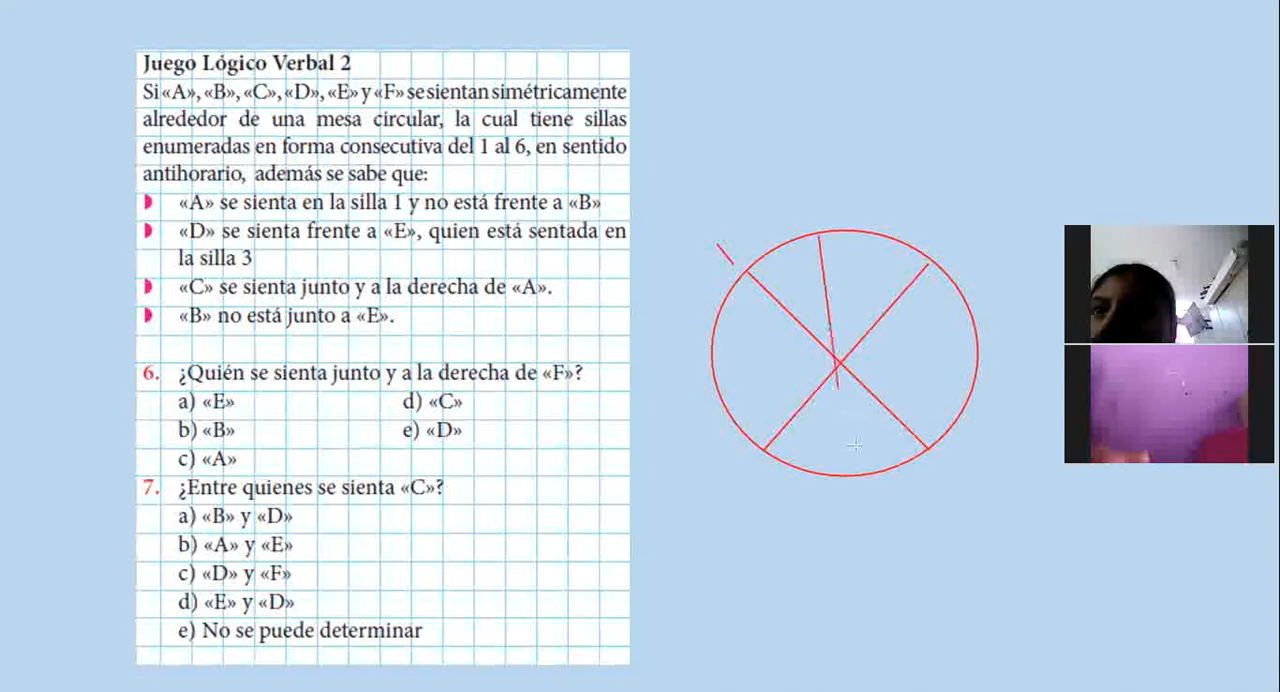 Juego Lógico Verbal 2
Si «A», «B», «C», «D», «E» y «F» se sientan simétricamente
alrededor de una mesa circular, la cual tiene sillas
enumeradas en forma consecutiva del 1 al 6, en sentido
antihorario, además se sabe que:
«A» se sienta en la silla 1 y no está frente a «B»
«D» se sienta frente a «E», quien está sentada en
la silla 3
«C» se sienta junto y a la derecha de «A».
«B» no está junto a «E».
6. ¿Quién se sienta junto y a la derecha de «F»?
a) «E» d) «C»
b) «B» e) «D»
c) «A»
7. ¿Entre quienes se sienta «C»?
a) «B» y «D»
b) «A» y «E»
c) «D» y «F»
d) «E» y «D»
e) No se puede determinar